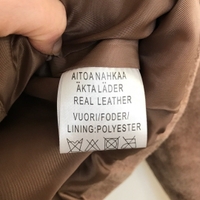 AITOA NAHKAA
ÄKTA LÄDER
REAL LEATHER
VUORI/FODER/
LINING:POLYESTER